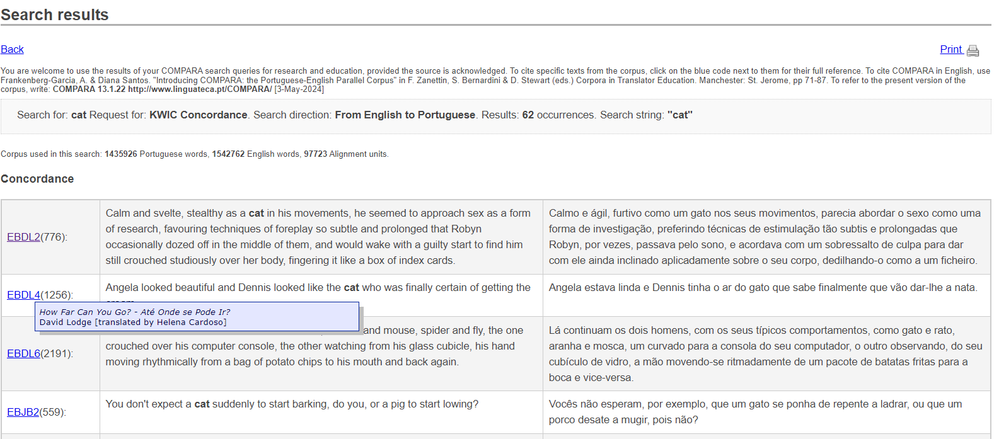 Search results
Back
Print
You are welcome to use the results of your COMPARA search queries for research and education, provided the source is acknowledged. To cite specific texts from the corpus, click on the blue code next to them for their full reference. To cite COMPARA in English, use
Frankenberg-Garcia, A. & Diana Santos. "Introducing COMPARA: the Portuguese-English Parallel Corpus" in F. Zanettin, S. Bernardini & D. Stewart (eds.) Corpora in Translator Education. Manchester: St. Jerome, pp 71-87. To refer to the present version of the
corpus, write: COMPARA 13.1.22 http://www.linguateca.pt/COMPARA/ [3-May-2024]
Search for: cat Request for: KWIC Concordance. Search direction: From English to Portuguese. Results: 62 occurrences. Search string: "cat"
Corpus used in this search: 1435926 Portuguese words, 1542762 English words, 97723 Alignment units.
Concordance
EBDL2(776):
Calm and svelte, stealthy as a cat in his movements, he seemed to approach sex as a form
of research, favouring techniques of foreplay so subtle and prolonged that Robyn
occasionally dozed off in the middle of them, and would wake with a guilty start to find him
still crouched studiously over her body, fingering it like a box of index cards.
Calmo e ágil, furtivo como um gato nos seus movimentos, parecia abordar o sexo como uma
forma de investigação, preferindo técnicas de estimulação tão subtis e prolongadas que
Robyn, por vezes, passava pelo sono, e acordava com um sobressalto de culpa para dar
com ele ainda inclinado aplicadamente sobre o seu corpo, dedilhando-o como a um ficheiro.
EBDL4(1256):
Angela looked beautiful and Dennis looked like the cat who was finally certain of getting the
Angela estava linda e Dennis tinha o ar do gato que sabe finalmente que vão dar-lhe a nata.
How Far Can You Go? - Até Onde se Pode Ir?
David Lodge [translated by Helena Cardoso]
EBDL6(2191):
and mouse, spider and fly, the one
crouched over his computer console, the other watching from his glass cubicle, his hand
moving rhythmically from a bag of potato chips to his mouth and back again.
Lá continuam os dois homens, com os seus típicos comportamentos, como gato e rato,
aranha e mosca, um curvado para a consola do seu computador, o outro observando, do seu
cubículo de vidro, a mão movendo-se ritmadamente de um pacote de batatas fritas para a
boca e vice-versa.
EBJB2(559):
You don't expect a cat suddenly to start barking, do you, or a pig to start lowing?
Vocês não esperam, por exemplo, que um gato se ponha de repente a ladrar, ou que um
porco desate a mugir, pois não?